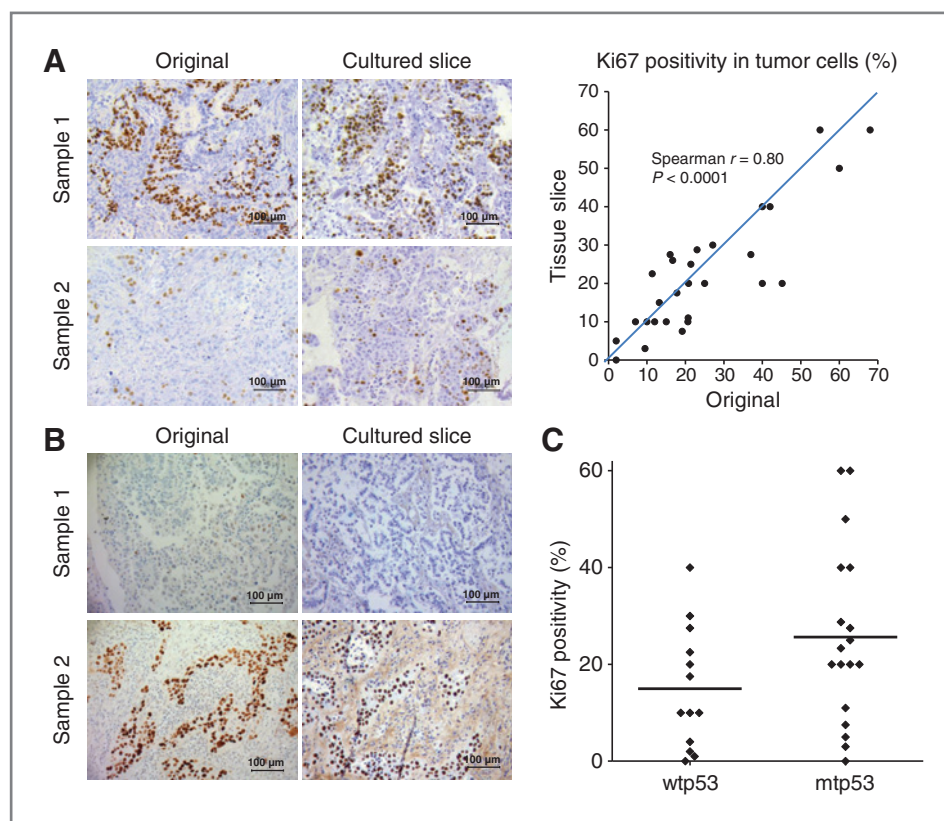 A
Original
Cultured slice
Sample 1
100 µm
100 µm
Sample 2
100 µm
100 µm
Ki67 positivity in tumor cells (%)
70
60
50
40
30
20
10
0
Tissue slice
Spearman r = 0.80
P < 0.0001
0 10 20 30 40 50 60 70
Original
B
Original
Cultured slice
Sample 1
100 µm
100 µm
Sample 2
100 µm
100 µm
C
60
40
20
0
Ki67 positivity (%)
wtp53 mtp53